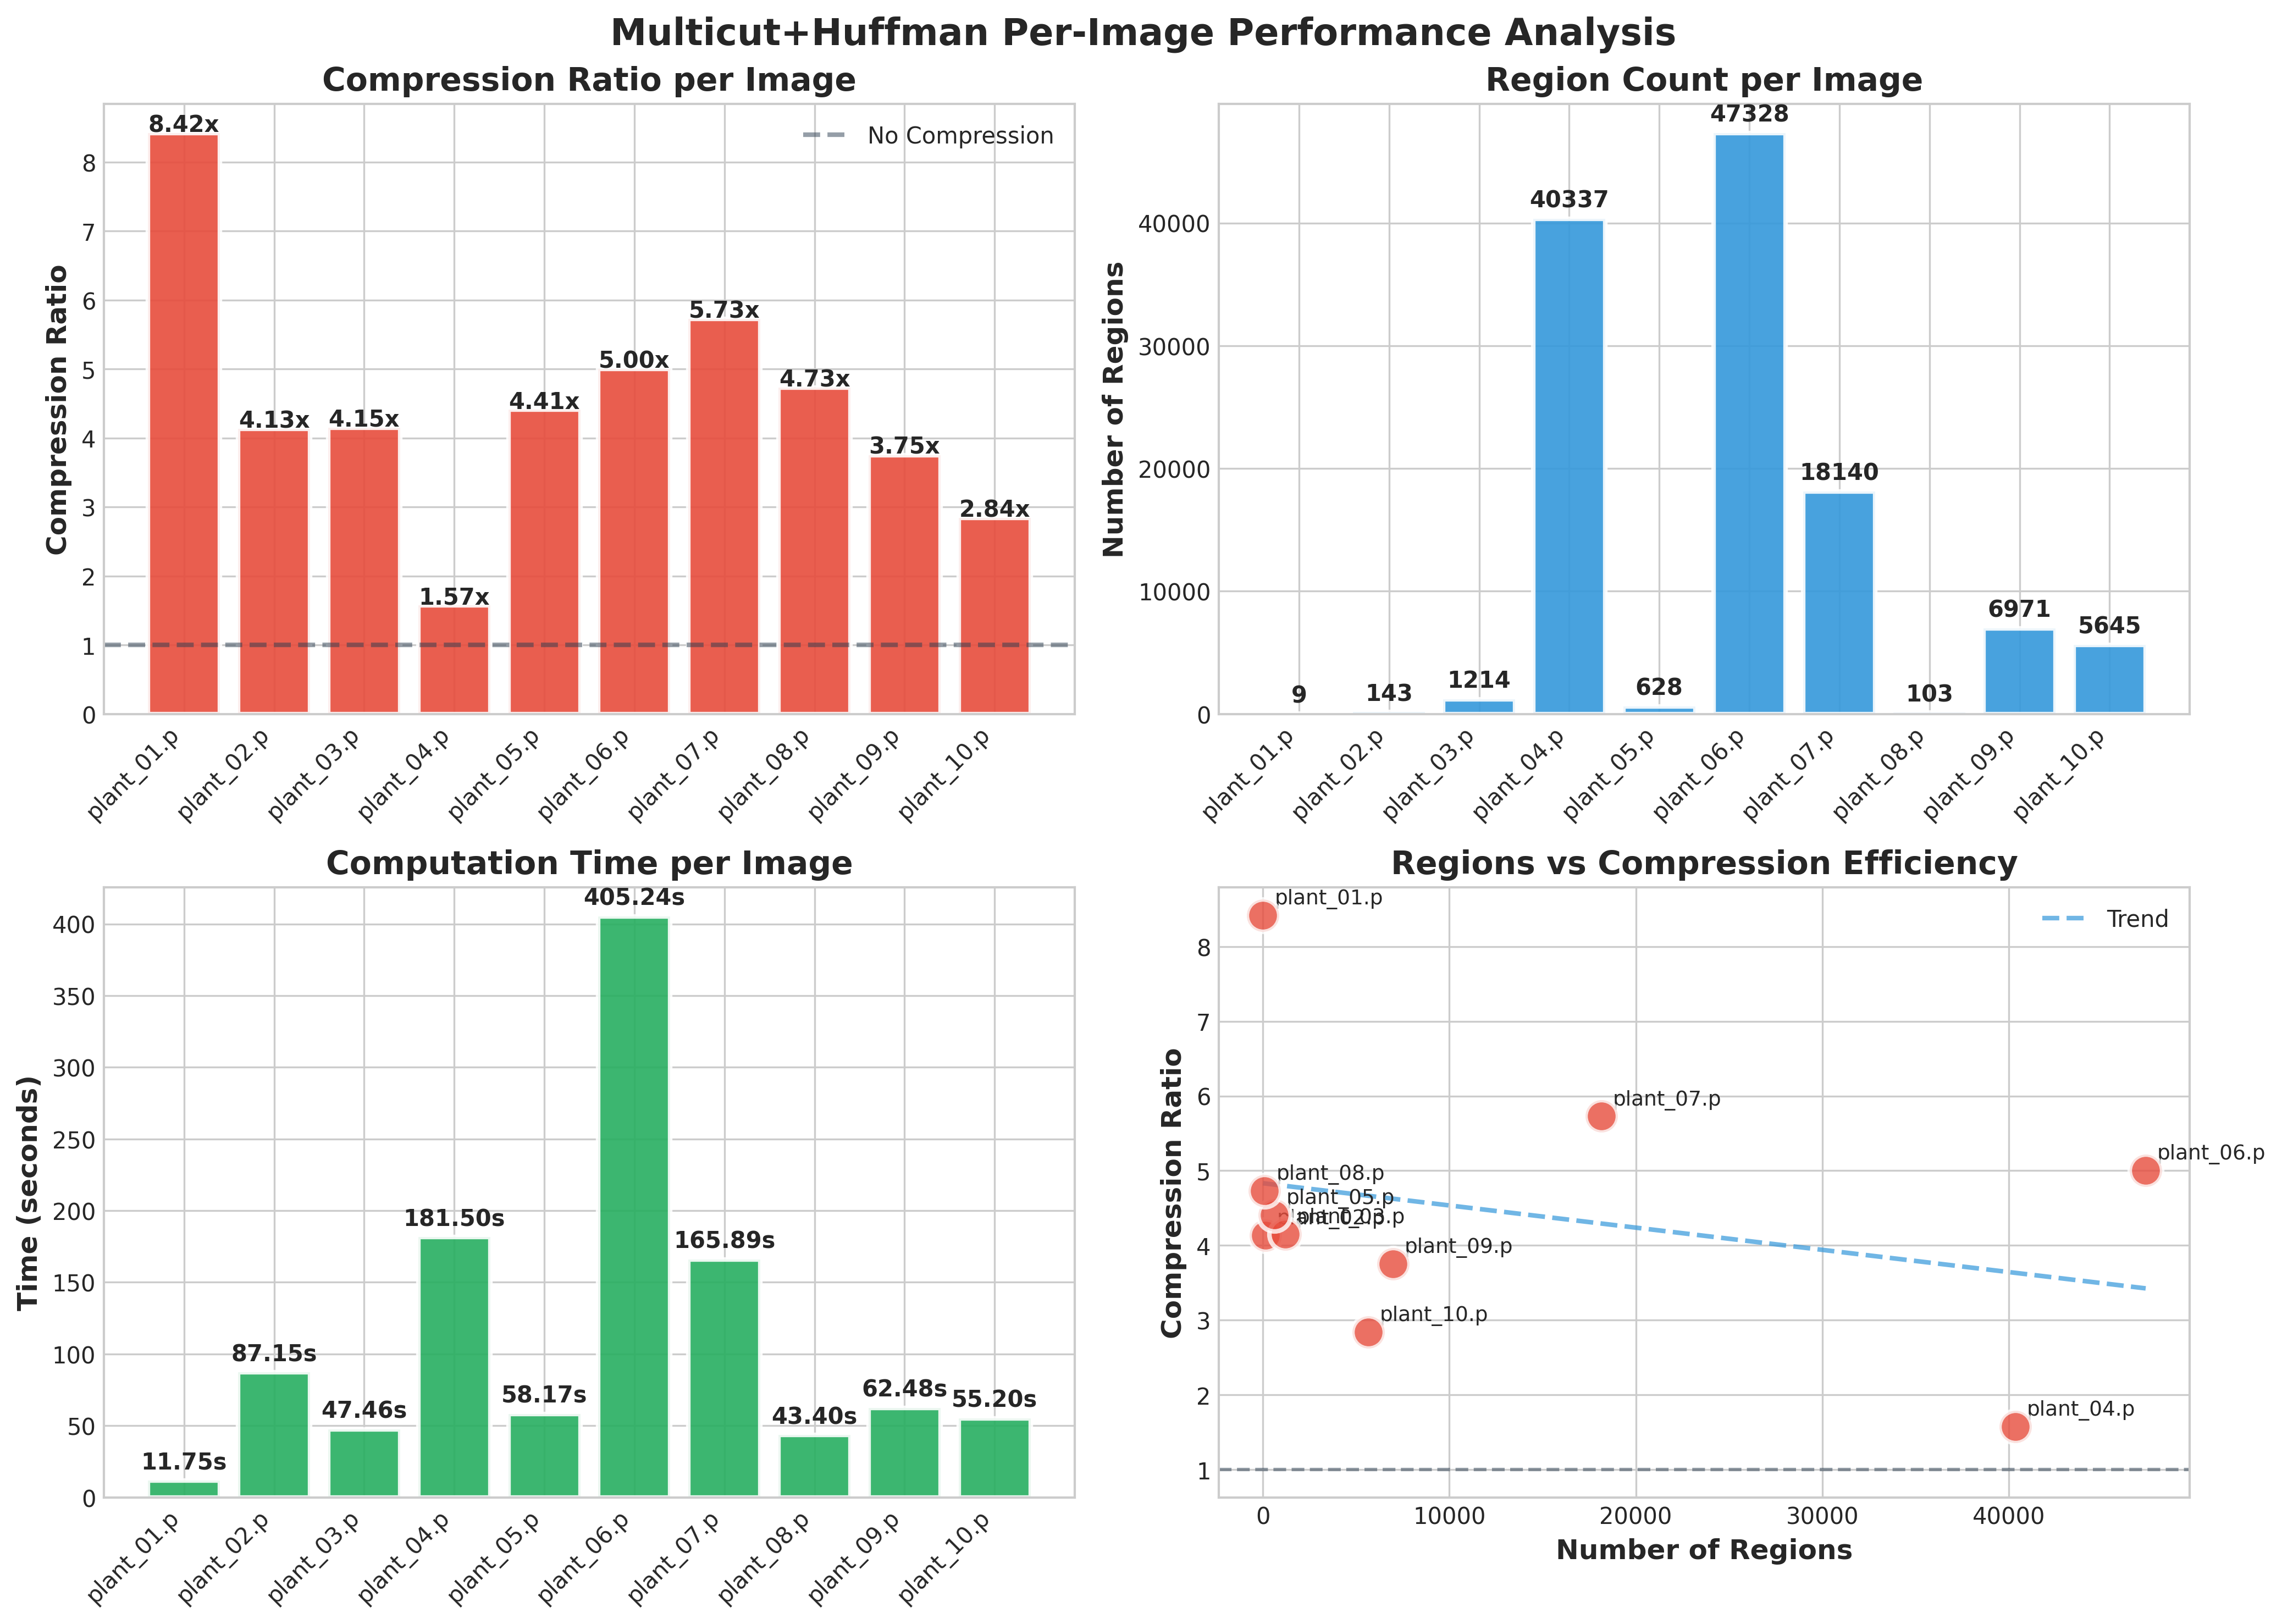 Multicut+Huffman Per-Image Performance Analysis
Compression Ratio per Image
Compression Ratio
8
7
6
5
4
3
2
1
0
8.42x
4.13x
4.15x
1.57x
4.41x
5.00x
5.73x
4.73x
3.75x
2.84x
No Compression
plant_01.p
plant_02.p
plant_03.p
plant_04.p
plant_05.p
plant_06.p
plant_07.p
plant_08.p
plant_09.p
plant_10.p
Region Count per Image
Number of Regions
40000
30000
20000
10000
0
9
143
1214
40337
628
47328
18140
103
6971
5645
plant_01.p
plant_02.p
plant_03.p
plant_04.p
plant_05.p
plant_06.p
plant_07.p
plant_08.p
plant_09.p
plant_10.p
Computation Time per Image
Time (seconds)
400
350
300
250
200
150
100
50
0
11.75s
87.15s
47.46s
181.50s
58.17s
405.24s
165.89s
43.40s
62.48s
55.20s
plant_01.p
plant_02.p
plant_03.p
plant_04.p
plant_05.p
plant_06.p
plant_07.p
plant_08.p
plant_09.p
plant_10.p
Regions vs Compression Efficiency
Compression Ratio
8
7
6
5
4
3
2
1
Trend
plant_01.p
plant_07.p
plant_06.p
plant_08.p
plant_05.p
plant_02.p
plant_03.p
plant_09.p
plant_10.p
plant_04.p
0
10000
20000
30000
40000
Number of Regions